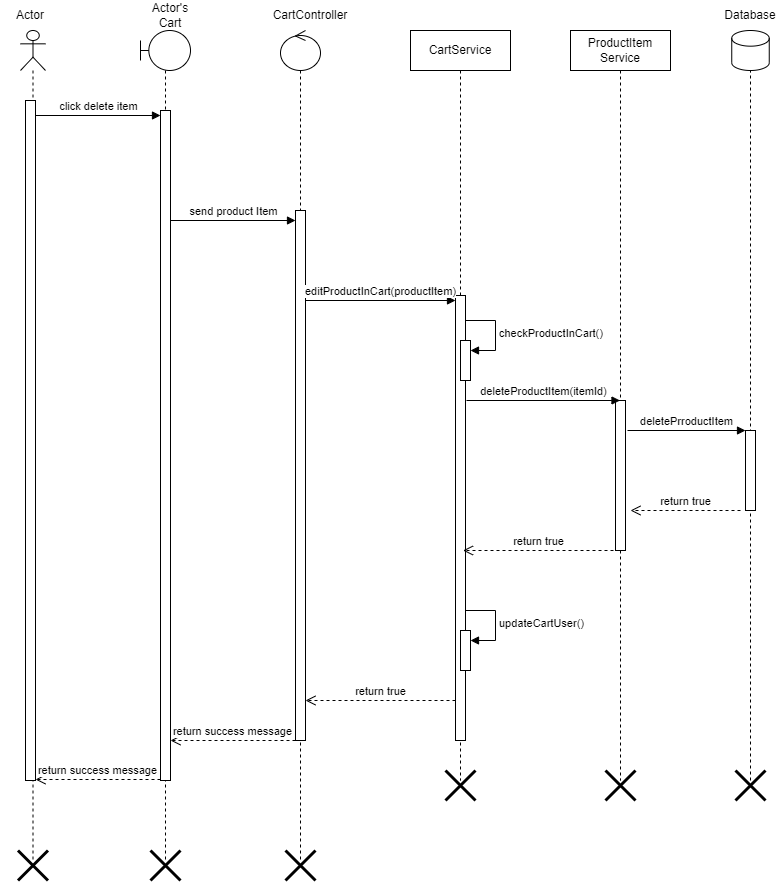 Actor
Actor's
Cart
CartController
CartService
ProductItem
Service
Database
click delete item
send product Item
editProductInCart(productItem)
checkProductInCart()
deleteProductItem(itemId)
deletePrroductItem
return true
return true
updateCartUser()
return true
return success message
return success message